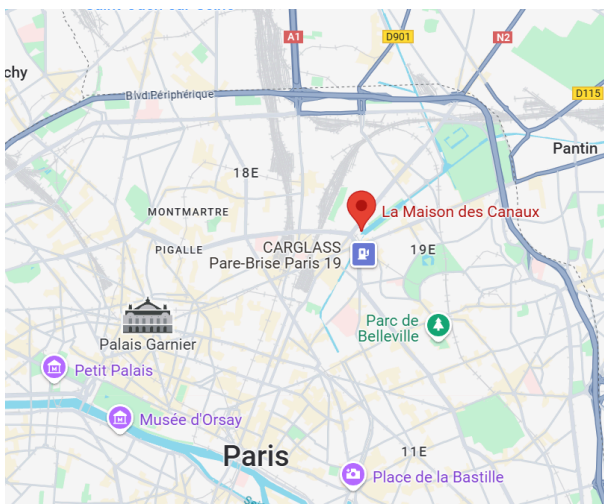 A1
D901
N2
chy
Blvd Périphérique
D115
Pantin
18E
MONTMARTRE
La Maison des Canaux
PIGALLE
CARGLASS
Pare-Brise Paris 19
19E
Parc de
Belleville
Palais Garnier
Petit Palais
Musée d'Orsay
11E
Paris
Place de la Bastille